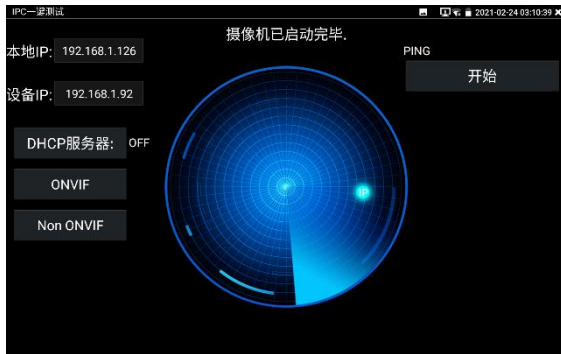 IPC一键测试
2021-02-24 03:10:39
摄像机已启动完毕.
本地IP: 192.168.1.126
PING
开始
设备IP: 192.168.1.92
DHCP服务器: OFF
ONVIF
IP
Non ONVIF